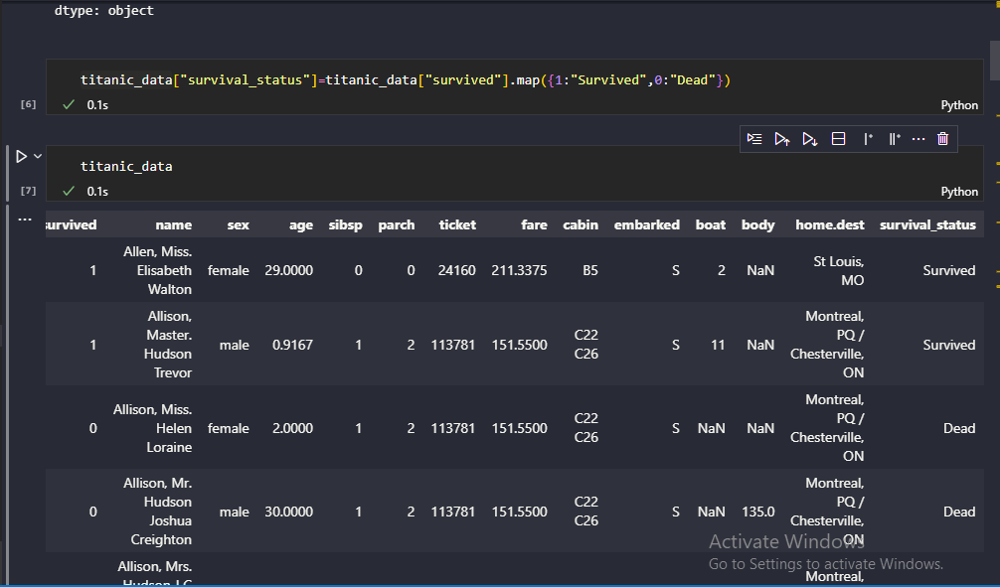 dtype: object
titanic_data["survival_status"]=titanic_data["survived"].map({1:"Survived",0:"Dead"})
[6] 0.1s Python
titanic_data
[7] 0.1s Python
... urvived name sex age sibsp parch ticket fare cabin embarked boat body home.dest survival_status
1 Allen, Miss. Elisabeth Walton female 29.0000 0 0 24160 211.3375 B5 S 2 NaN St Louis, MO Survived
1 Allison, Master. Hudson Trevor male 0.9167 1 2 113781 151.5500 C22 C26 S 11 NaN Montreal, PQ / Chesterville, ON Survived
0 Allison, Miss. Helen Loraine female 2.0000 1 2 113781 151.5500 C22 C26 S NaN NaN Montreal, PQ / Chesterville, ON Dead
0 Allison, Mr. Hudson Joshua Creighton male 30.0000 1 2 113781 151.5500 C22 C26 S NaN 135.0 Montreal, PQ / Chesterville, ON Dead
Allison, Mrs. Montreal,
Activate Windows
Go to Settings to activate Windows.